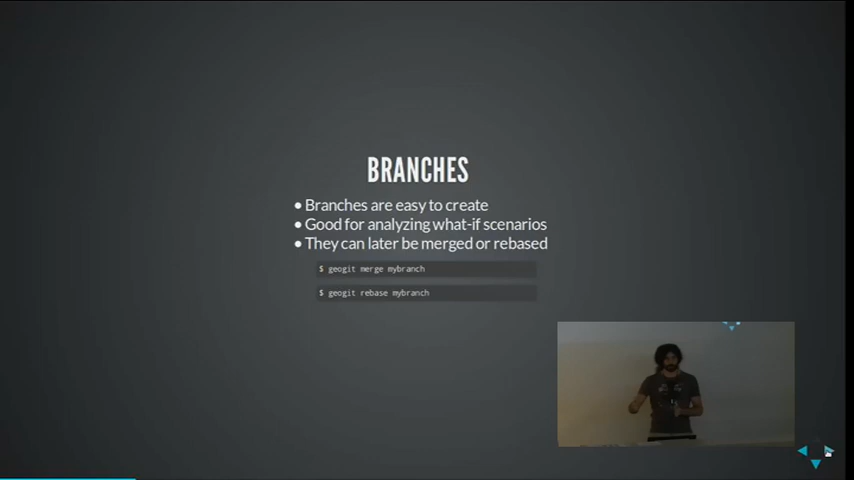 BRANCHES
• Branches are easy to create
• Good for analyzing what-if scenarios
• They can later be merged or rebased
$ geogit merge mybranch
$ geogit rebase mybranch